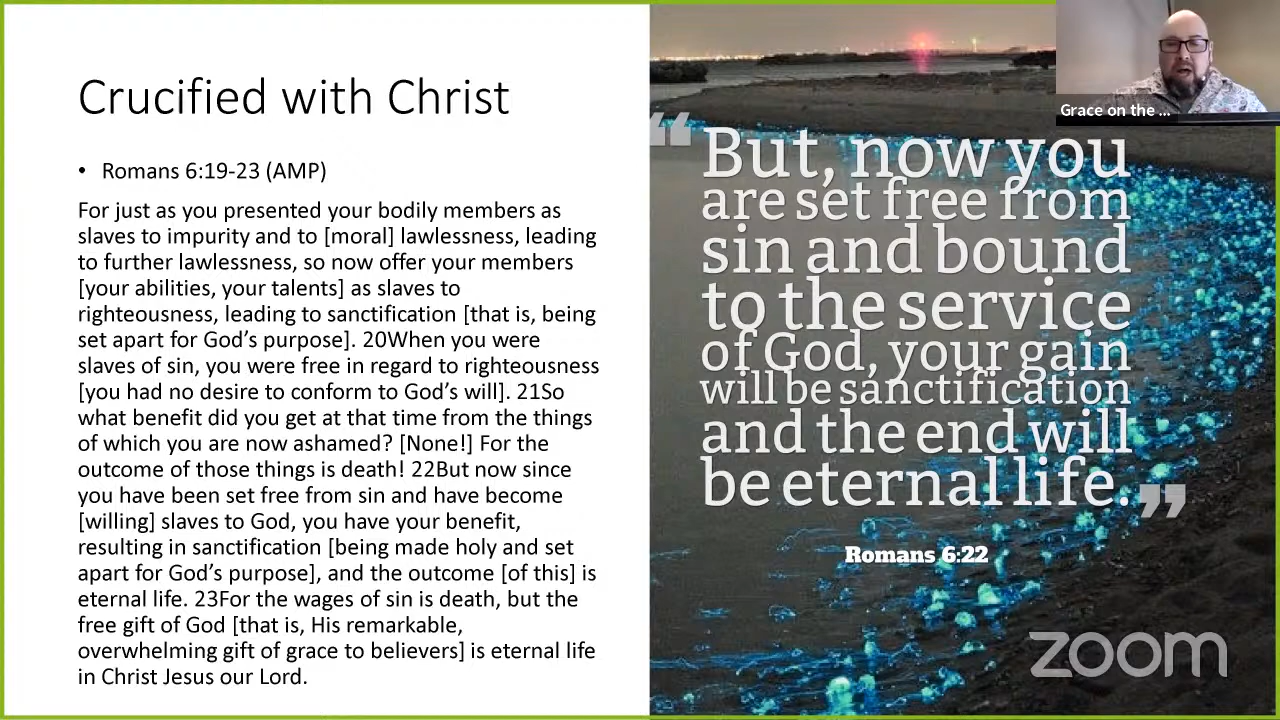 Crucified with Christ
• Romans 6:19-23 (AMP)
For just as you presented your bodily members as
slaves to impurity and to [moral] lawlessness, leading
to further lawlessness, so now offer your members
[your abilities, your talents] as slaves to
righteousness, leading to sanctification [that is, being
set apart for God’s purpose]. 20When you were
slaves of sin, you were free in regard to righteousness
[you had no desire to conform to God’s will]. 21So
what benefit did you get at that time from the things
of which you are now ashamed? [None!] For the
outcome of those things is death! 22But now since
you have been set free from sin and have become
[willing] slaves to God, you have your benefit,
resulting in sanctification [being made holy and set
apart for God’s purpose], and the outcome [of this] is
eternal life. 23For the wages of sin is death, but the
free gift of God [that is, His remarkable,
overwhelming gift of grace to believers] is eternal life
in Christ Jesus our Lord.
Grace on the ...
“But, now you
are set free from
sin and bound
to the service
of God, your gain
will be sanctification
and the end will
be eternal life.”
Romans 6:22
zoom